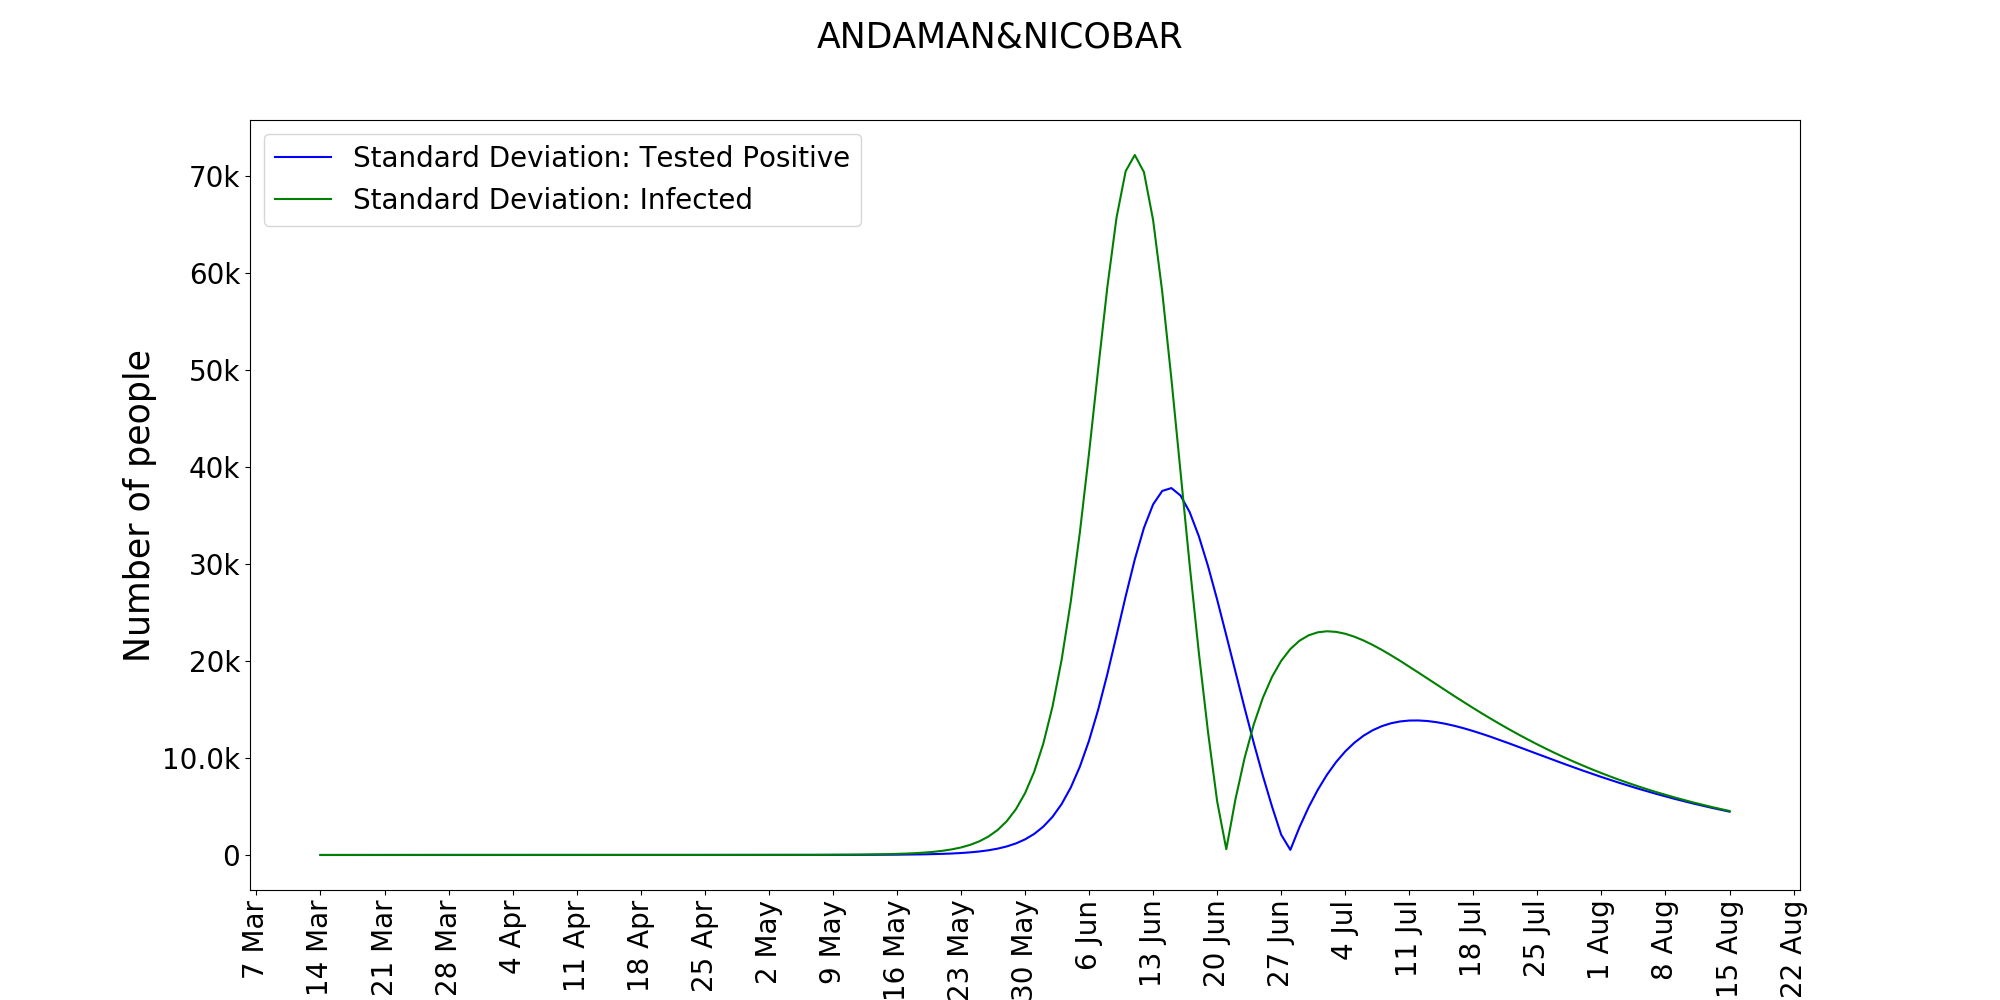 ANDAMAN&NICOBAR
Standard Deviation: Tested Positive
Standard Deviation: Infected
Number of people
70k
60k
50k
40k
30k
20k
10.0k
0
7 Mar
14 Mar
21 Mar
28 Mar
4 Apr
11 Apr
18 Apr
25 Apr
2 May
9 May
16 May
23 May
30 May
6 Jun
13 Jun
20 Jun
27 Jun
4 Jul
11 Jul
18 Jul
25 Jul
1 Aug
8 Aug
15 Aug
22 Aug